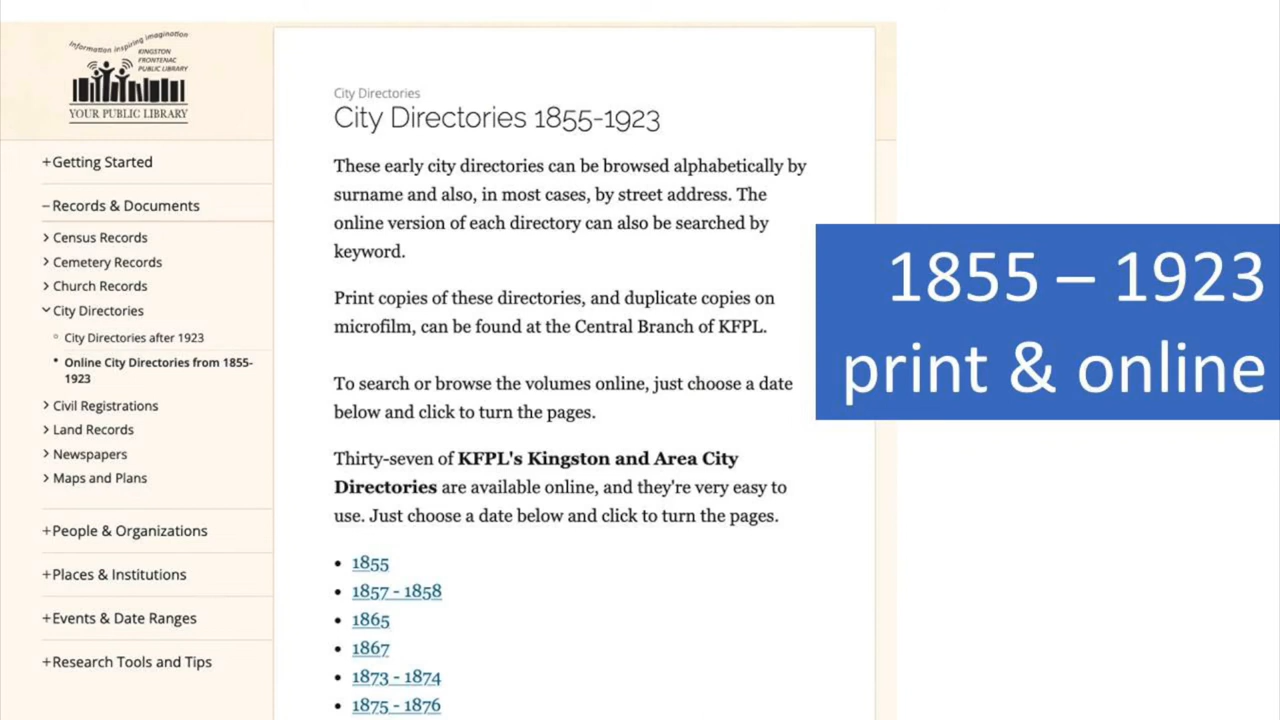 Information inspiring imagination
KINGSTON
FRONTENAC
PUBLIC LIBRARY
YOUR PUBLIC LIBRARY
+Getting Started
–Records & Documents
> Census Records
> Cemetery Records
> Church Records
City Directories
City Directories after 1923
Online City Directories from 1855-
1923
> Civil Registrations
> Land Records
> Newspapers
> Maps and Plans
+People & Organizations
+Places & Institutions
+Events & Date Ranges
+Research Tools and Tips
City Directories
City Directories 1855-1923
These early city directories can be browsed alphabetically by
surname and also, in most cases, by street address. The
online version of each directory can also be searched by
keyword.
Print copies of these directories, and duplicate copies on
microfilm, can be found at the Central Branch of KFPL.
To search or browse the volumes online, just choose a date
below and click to turn the pages.
Thirty-seven of KFPL's Kingston and Area City
Directories are available online, and they're very easy to
use. Just choose a date below and click to turn the pages.
• 1855
• 1857 - 1858
• 1865
• 1867
• 1873 - 1874
• 1875 - 1876
1855 – 1923
print & online